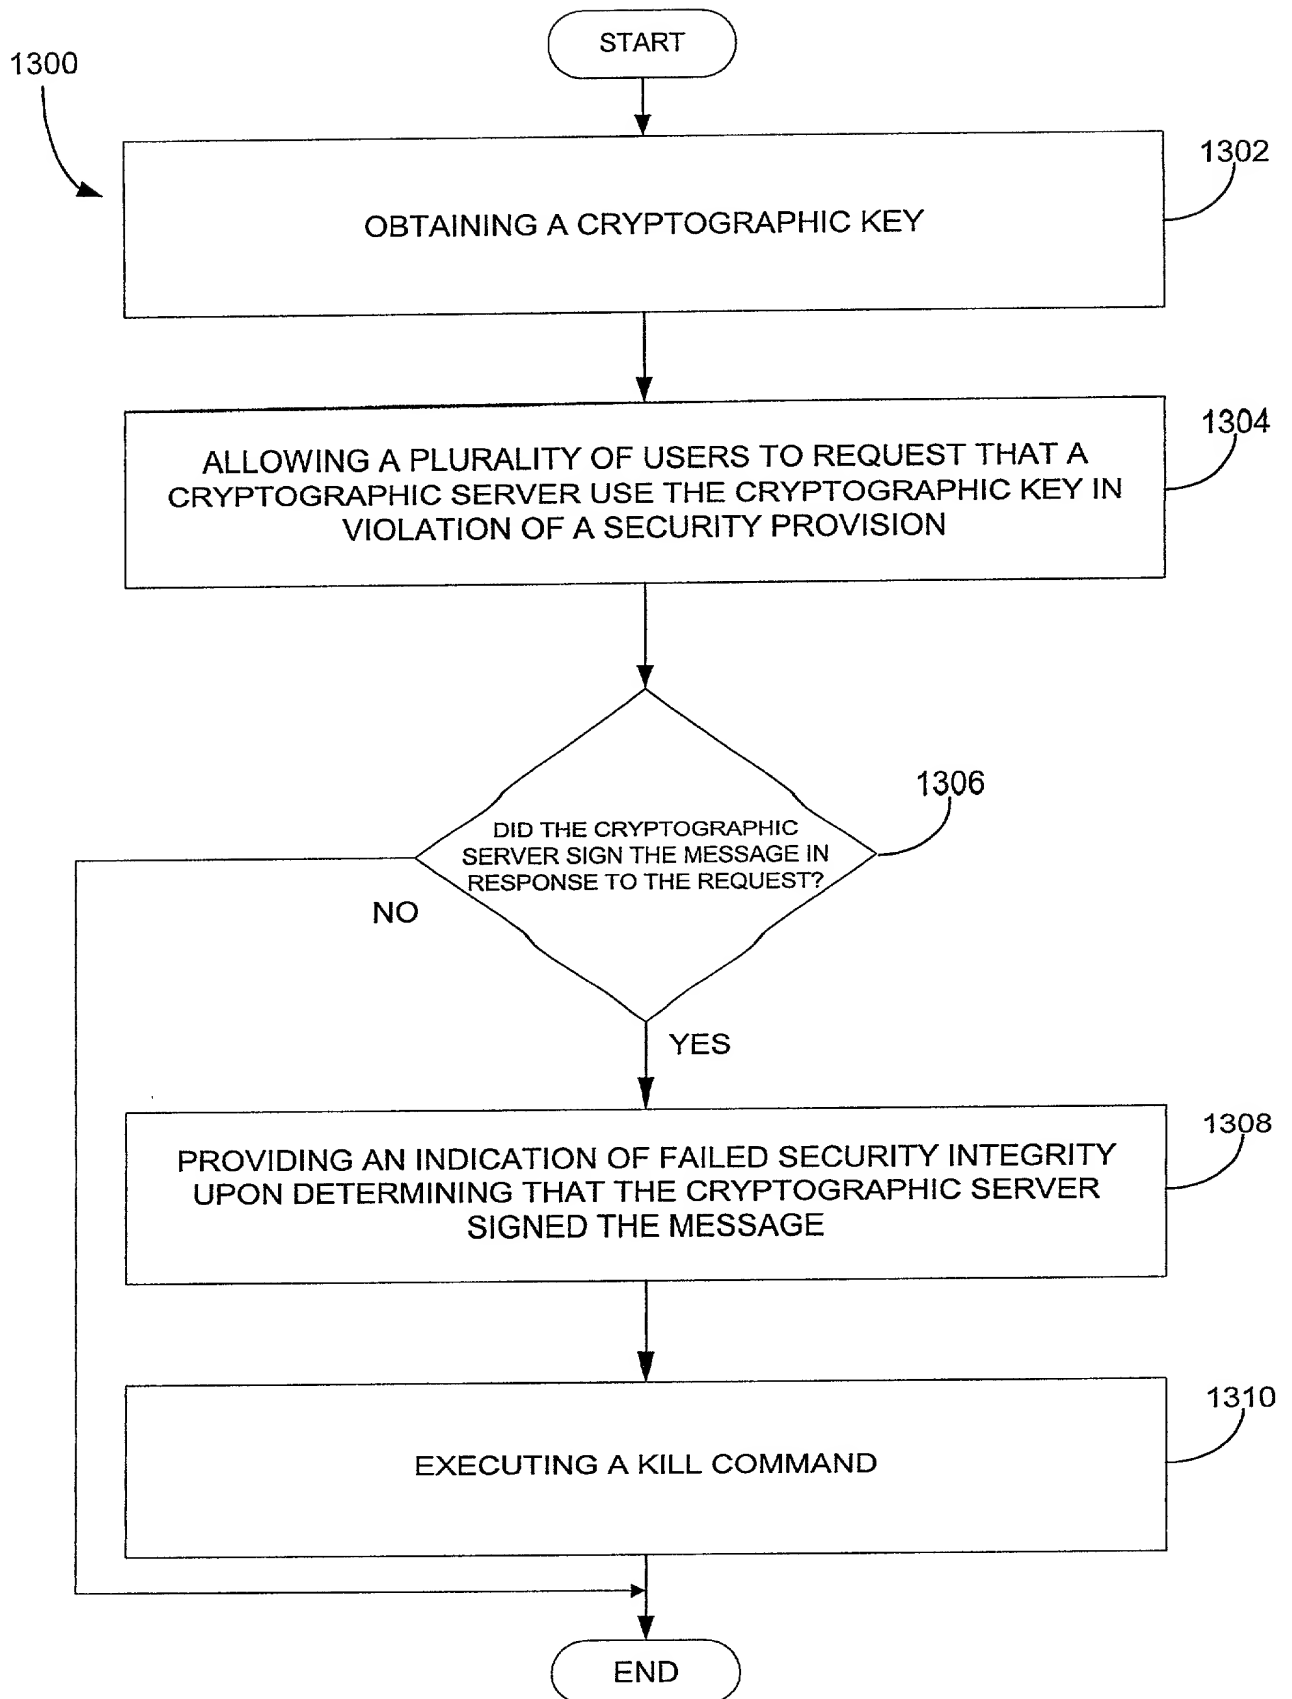 START
1300
1302
OBTAINING A CRYPTOGRAPHIC KEY
1304
ALLOWING A PLURALITY OF USERS TO REQUEST THAT A
CRYPTOGRAPHIC SERVER USE THE CRYPTOGRAPHIC KEY IN
VIOLATION OF A SECURITY PROVISION
1306
DID THE CRYPTOGRAPHIC
SERVER SIGN THE MESSAGE IN
RESPONSE TO THE REQUEST?
NO
YES
1308
PROVIDING AN INDICATION OF FAILED SECURITY INTEGRITY
UPON DETERMINING THAT THE CRYPTOGRAPHIC SERVER
SIGNED THE MESSAGE
1310
EXECUTING A KILL COMMAND
END